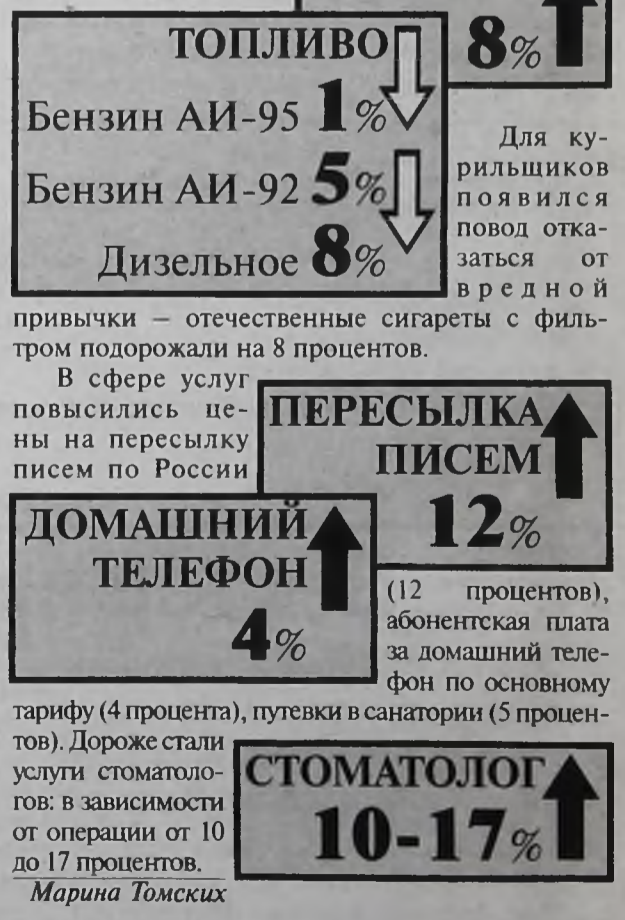 8%
ТОПЛИВО
Бензин АИ-95 1%
Бензин АИ-92 5%
Дизельное 8%
Для ку-
рильщиков
появился
повод отка-
заться от
вредной
привычки – отечественные сигареты с филь-
тром подорожали на 8 процентов.
В сфере услуг
повысились це-
ны на пересылку
писем по России
ПЕРЕСЫЛКА
ПИСЕМ
12%
ДОМАШНИЙ
ТЕЛЕФОН
4%
(12 процентов),
абонентская плата
за домашний теле-
фон по основному
тарифу (4 процента), путевки в санатории (5 процен-
тов). Дороже стали
услуги стоматоло-
гов: в зависимости
от операции от 10
до 17 процентов.
СТОМАТОЛОГ
10-17%
Марина Томских